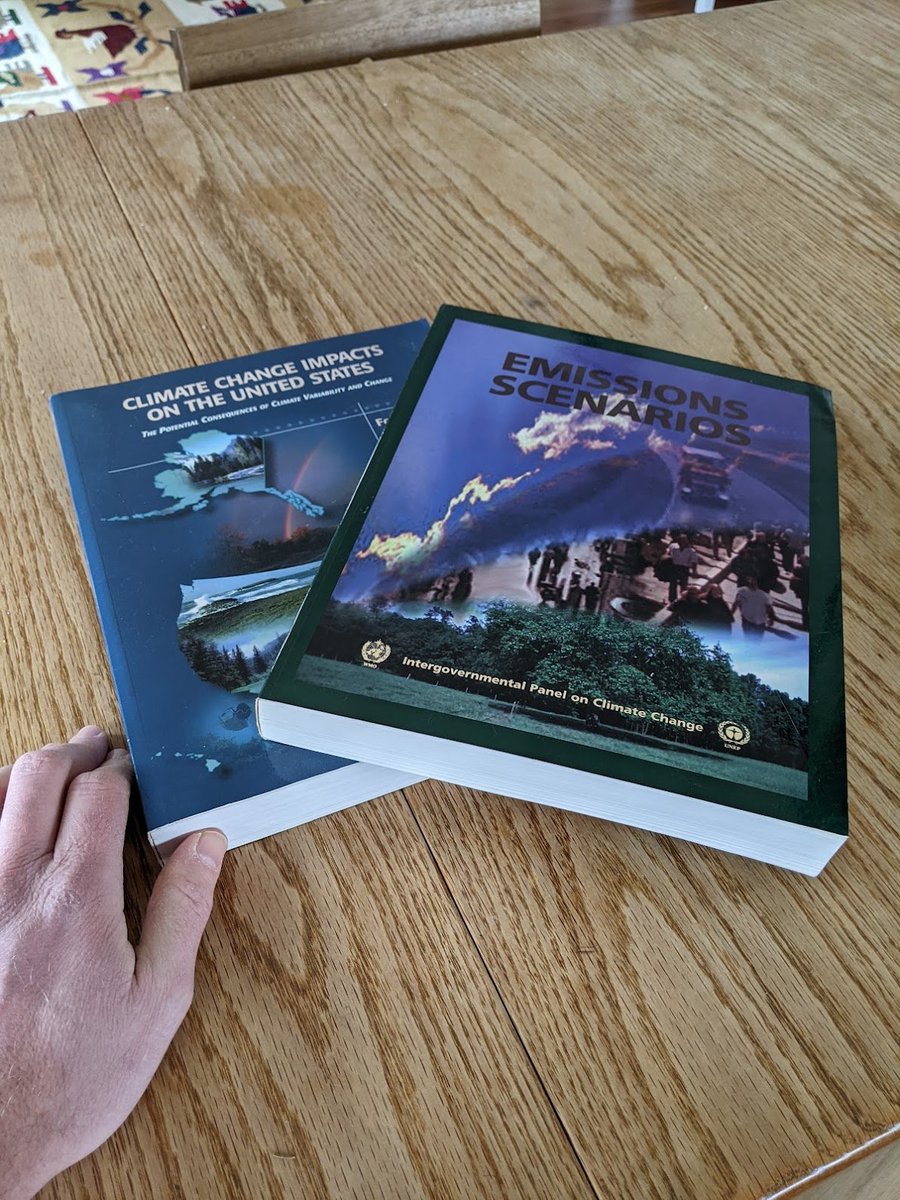 CLIMATE CHANGE IMPACTS
ON THE UNITED STATES
THE POTENTIAL CONSEQUENCES OF CLIMATE VARIABILITY AND CHANGE
Fo
EMISSIONS
SCENARIOS
WMO
Intergovernmental Panel on Climate Change
UNEP